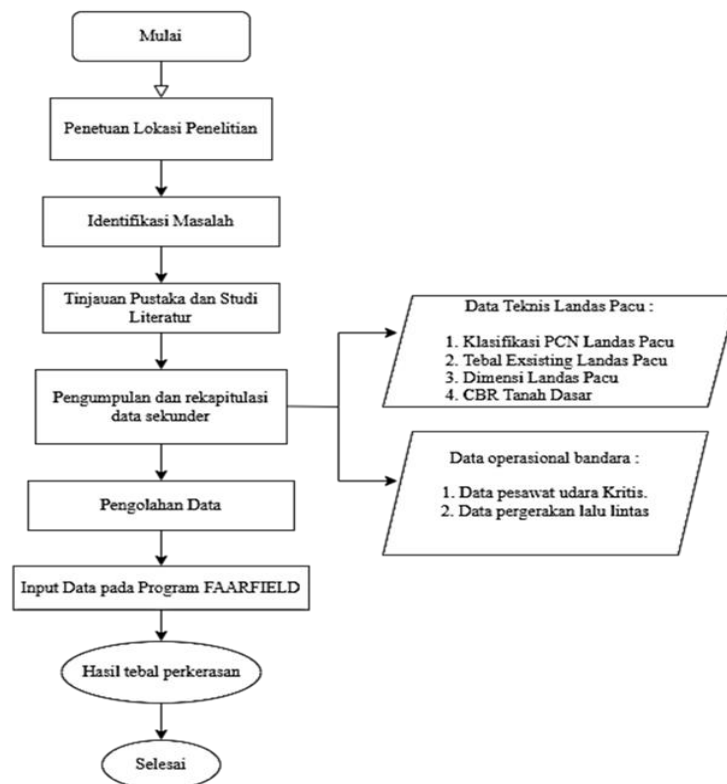 Mulai
Penetuan Lokasi Penelitian
Identifikasi Masalah
Tinjauan Pustaka dan Studi
Literatur
Pengumpulan dan rekapitulasi
data sekunder
Data Teknis Landas Pacu :
1. Klasifikasi PCN Landas Pacu
2. Tebal Exsisting Landas Pacu
3. Dimensi Landas Pacu
4. CBR Tanah Dasar
Data operasional bandara :
1. Data pesawat udara Kritis.
2. Data pergerakan lalu lintas
Pengolahan Data
Input Data pada Program FAARFIELD
Hasil tebal perkerasan
Selesai